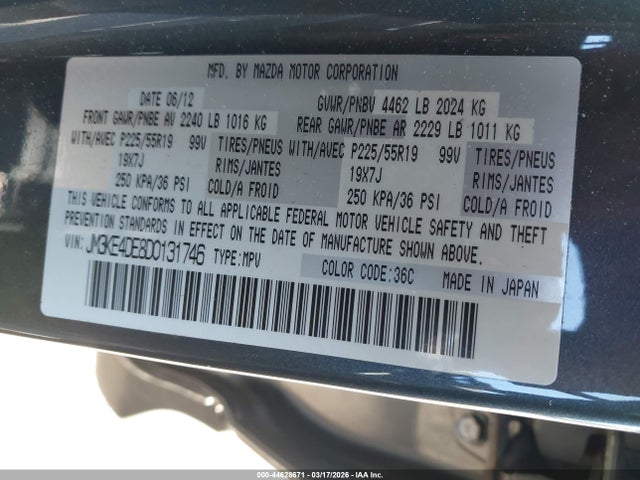 MFD. BY MAZDA MOTOR CORPORATION
DATE 06/12 GVWR/PNBV 4462 LB 2024 KG
FRONT GAWR/PNBE AV 2240 LB 1016 KG REAR GAWR/PNBE AR 2229 LB 1011 KG
WITH/AVEC P225/55R19 99V TIRES/PNEUS WITH/AVEC P225/55R19 99V TIRES/PNEUS
19X7J RIMS/JANTES 19X7J RIMS/JANTES
250 KPA/36 PSI COLD/A FROID 250 KPA/36 PSI COLD/A FROID
THIS VEHICLE CONFORMS TO ALL APPLICABLE FEDERAL MOTOR VEHICLE SAFETY AND THEFT
PREVENTION STANDARDS IN EFFECT ON THE DATE OF MANUFACTURE SHOWN ABOVE.
VIN: JM3KE4DE8D0131746 TYPE: MPV COLOR CODE: 36C MADE IN JAPAN
000-44628671 - 03/17/2026 - IAAI.COM